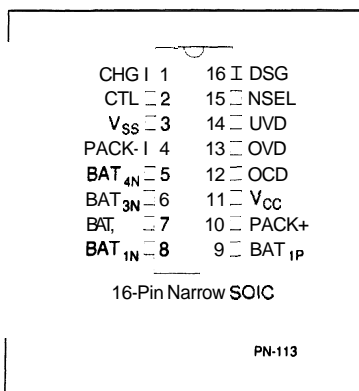 CHG 1 16 DSG
CTL 2 15 NSEL
VSS 3 14 UVD
PACK- 4 13 OVD
BAT4N 5 12 OCD
BAT3N 6 11 VCC
BAT, 7 10 PACK+
BAT1N 8 9 BAT1P
16-Pin Narrow SOIC
PN-113